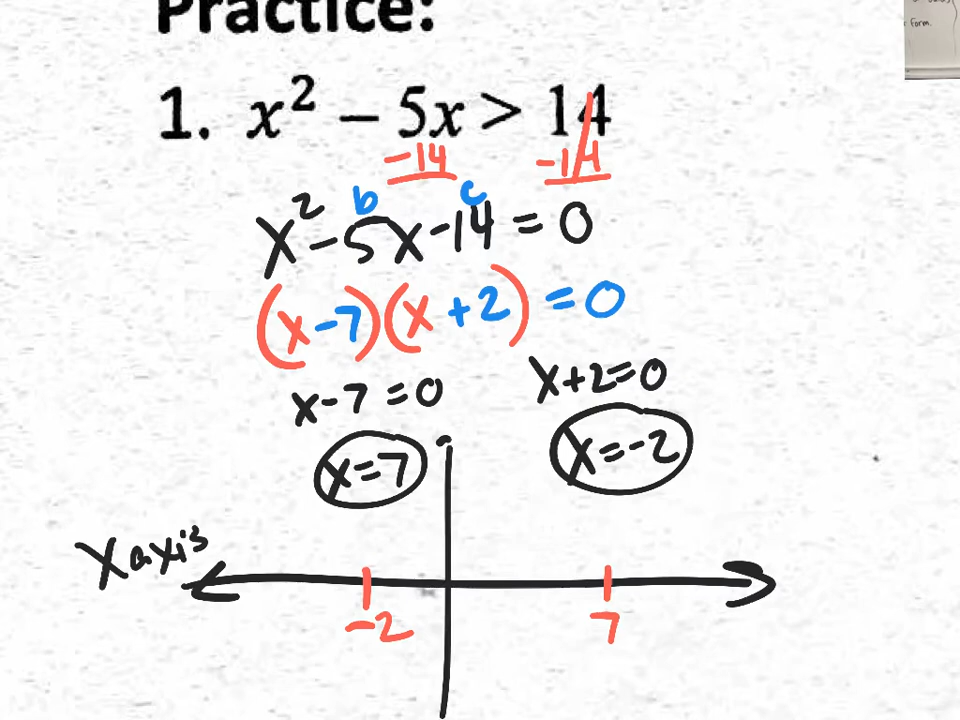 Practice:
form.
1. x² − 5x > 14
−14 −14
b c
x² − 5x − 14 = 0
(x − 7)(x + 2) = 0
x − 7 = 0 x + 2 = 0
x = 7 x = −2
x axis
−2 7